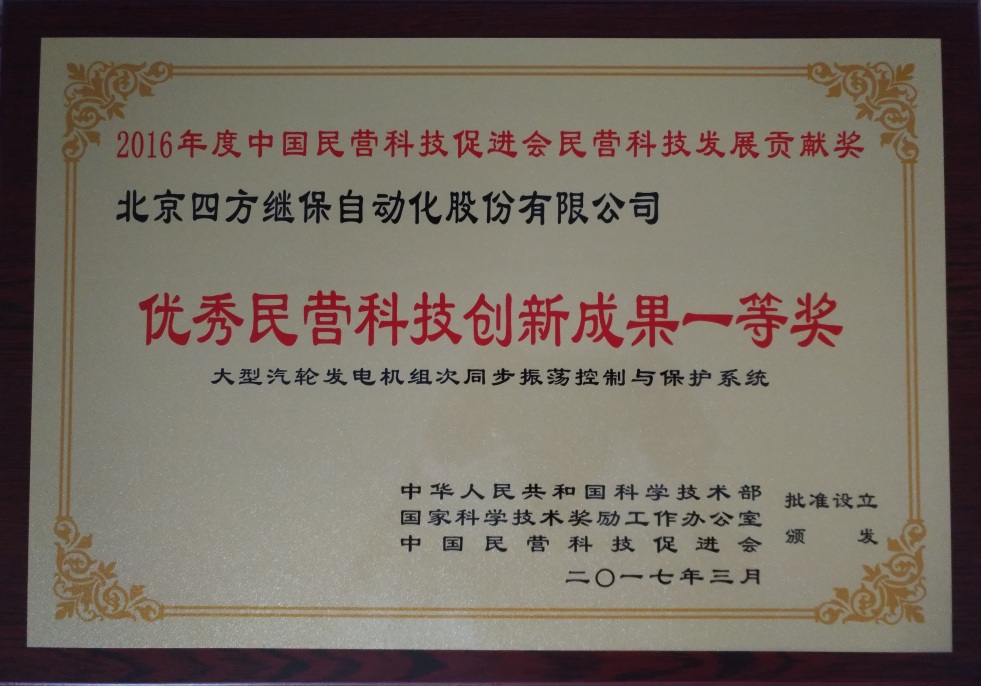 2016年度中国民营科技促进会民营科技发展贡献奖
北京四方继保自动化股份有限公司
优秀民营科技创新成果一等奖
大型汽轮发电机组次同步振荡控制与保护系统
中华人民共和国科学技术部
国家科学技术奖励工作办公室 批准设立
中国民营科技促进会 颁发
二〇一七年三月